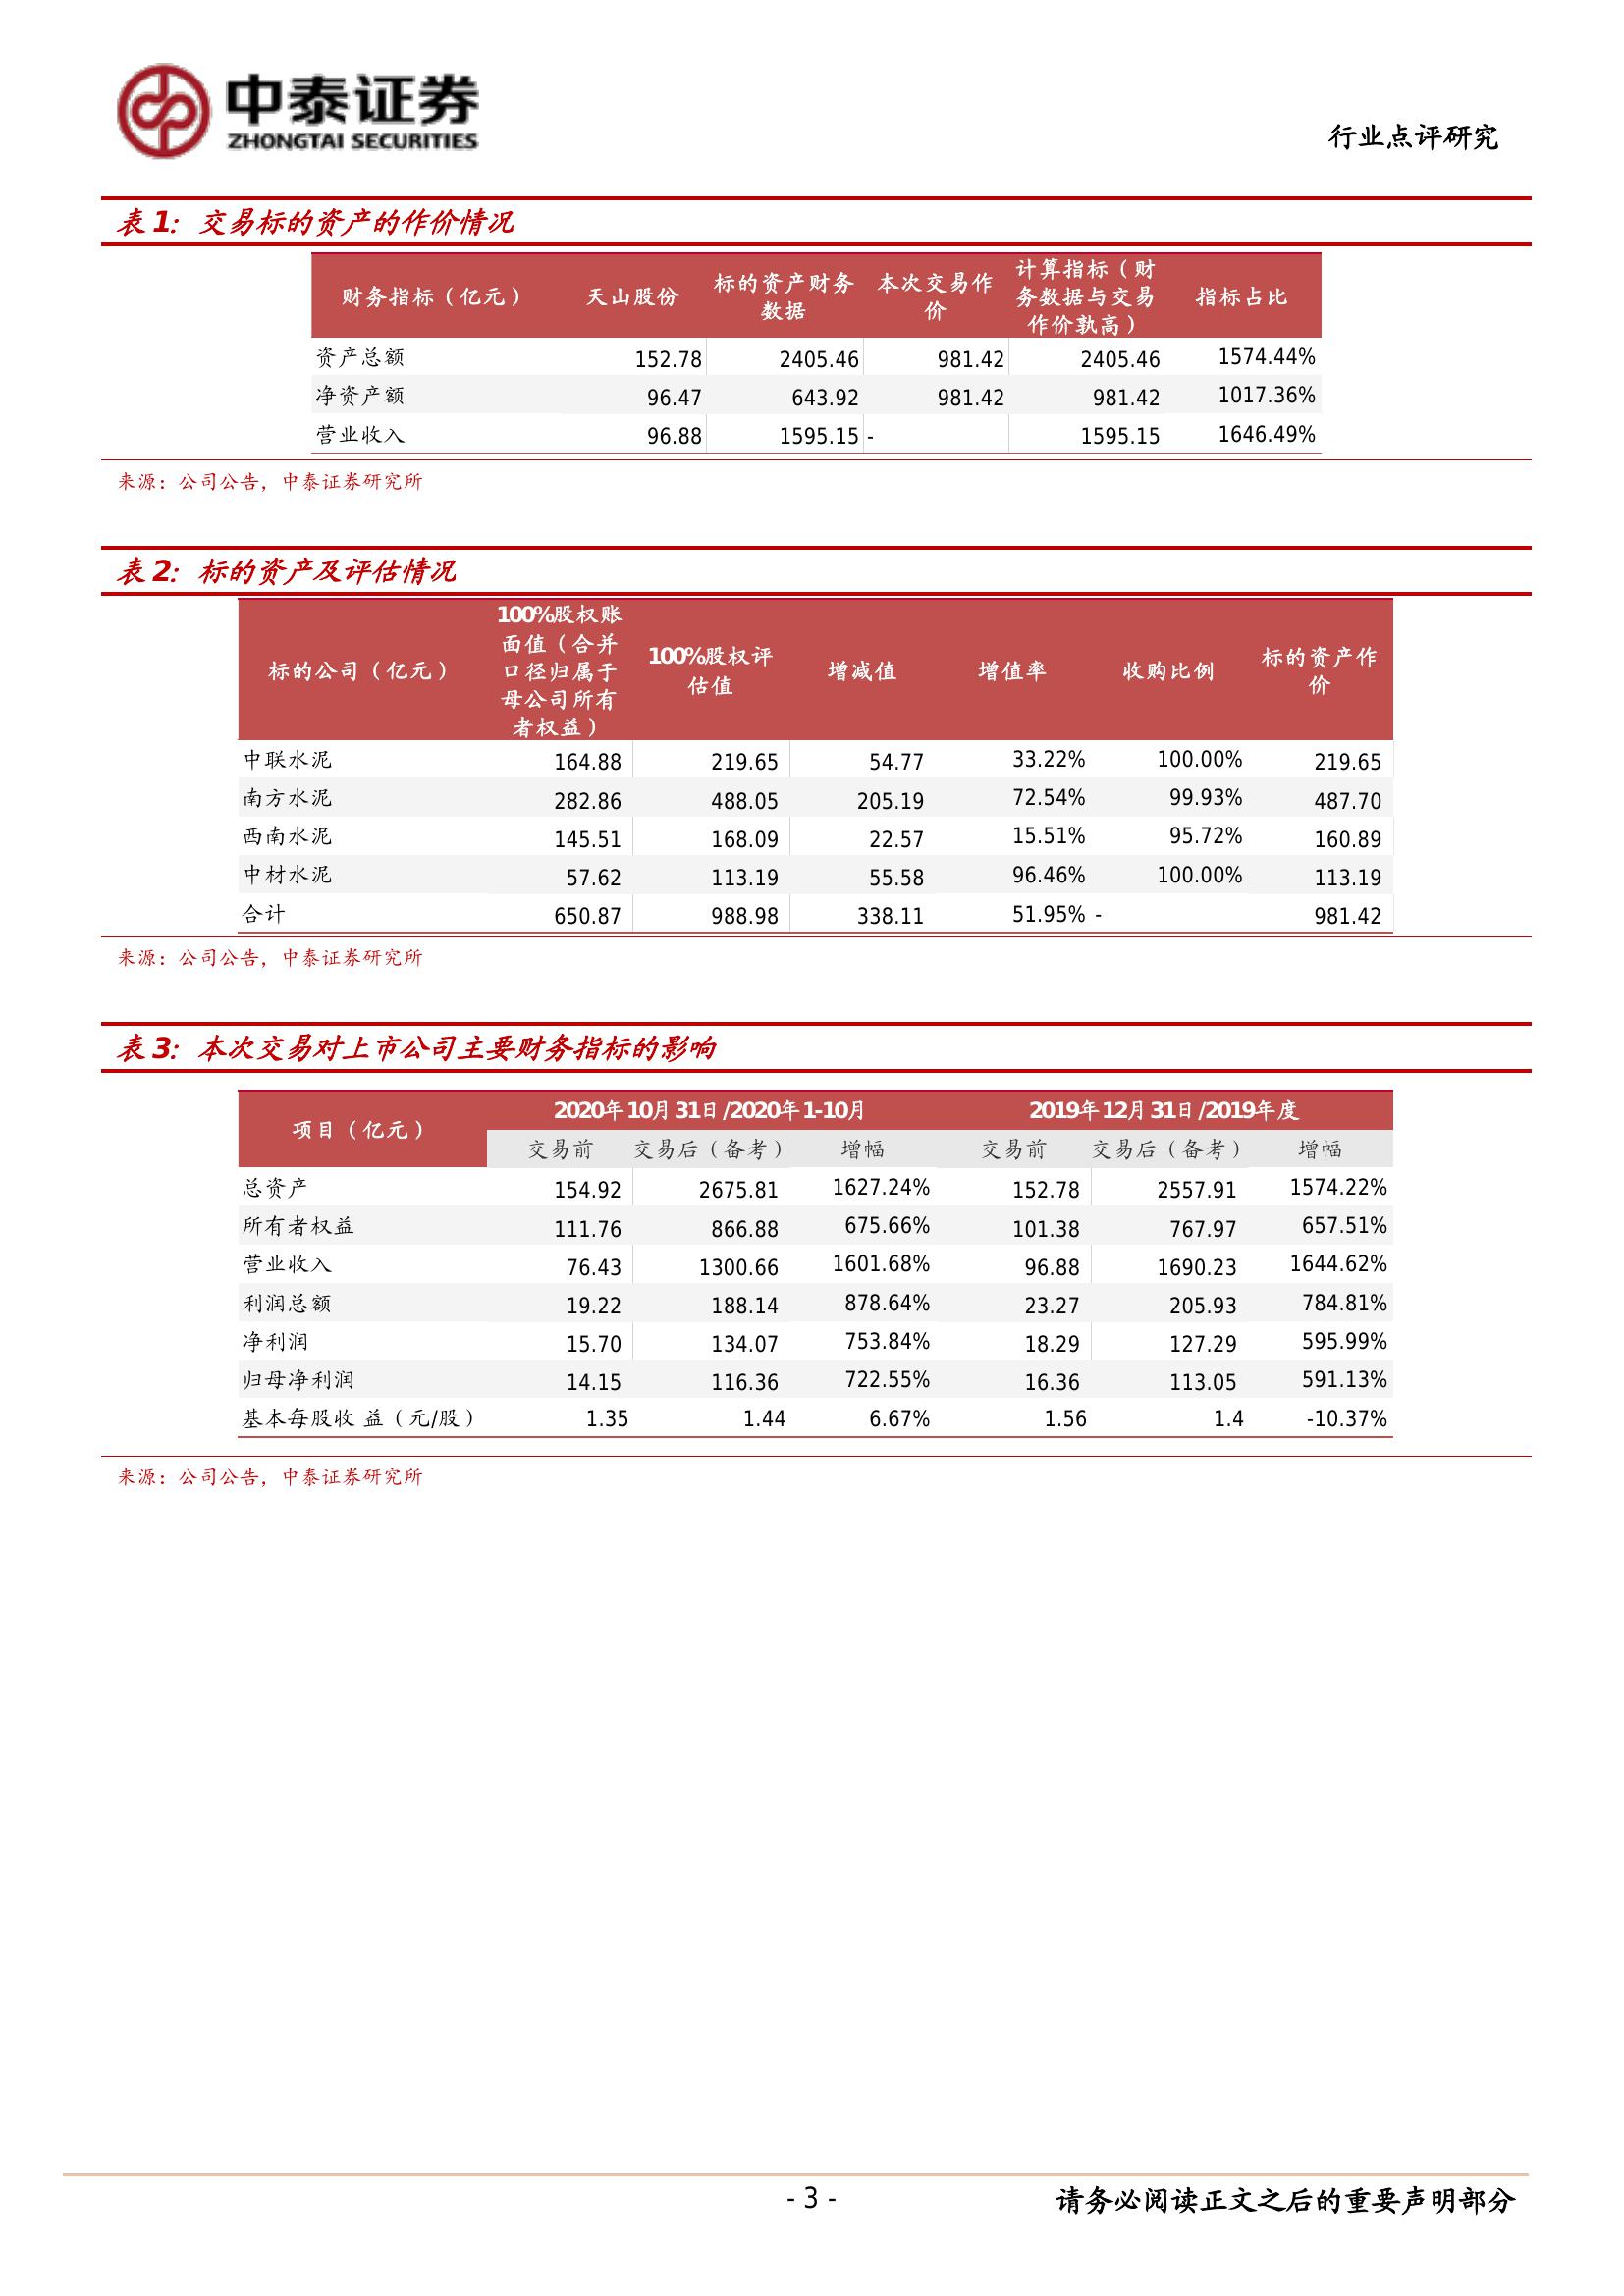 中泰证券
ZHONGTAI SECURITIES
行业点评研究
表 1：交易标的资产的作价情况
财务指标（亿元） 天山股份 标的资产财务数据 本次交易作价 计算指标（财务数据与交易作价孰高） 指标占比
资产总额 152.78 2405.46 981.42 2405.46 1574.44%
净资产额 96.47 643.92 981.42 981.42 1017.36%
营业收入 96.88 1595.15 - 1595.15 1646.49%
来源：公司公告，中泰证券研究所
表 2：标的资产及评估情况
标的公司（亿元） 100%股权账面值（合并口径归属于母公司所有者权益） 100%股权评估值 增减值 增值率 收购比例 标的资产作价
中联水泥 164.88 219.65 54.77 33.22% 100.00% 219.65
南方水泥 282.86 488.05 205.19 72.54% 99.93% 487.70
西南水泥 145.51 168.09 22.57 15.51% 95.72% 160.89
中材水泥 57.62 113.19 55.58 96.46% 100.00% 113.19
合计 650.87 988.98 338.11 51.95% - 981.42
来源：公司公告，中泰证券研究所
表 3：本次交易对上市公司主要财务指标的影响
项目（亿元） 2020年10月31日/2020年1-10月 2019年12月31日/2019年度
交易前 交易后（备考） 增幅 交易前 交易后（备考） 增幅
总资产 154.92 2675.81 1627.24% 152.78 2557.91 1574.22%
所有者权益 111.76 866.88 675.66% 101.38 767.97 657.51%
营业收入 76.43 1300.66 1601.68% 96.88 1690.23 1644.62%
利润总额 19.22 188.14 878.64% 23.27 205.93 784.81%
净利润 15.70 134.07 753.84% 18.29 127.29 595.99%
归母净利润 14.15 116.36 722.55% 16.36 113.05 591.13%
基本每股收 益（元/股） 1.35 1.44 6.67% 1.56 1.4 -10.37%
来源：公司公告，中泰证券研究所
- 3 -
请务必阅读正文之后的重要声明部分